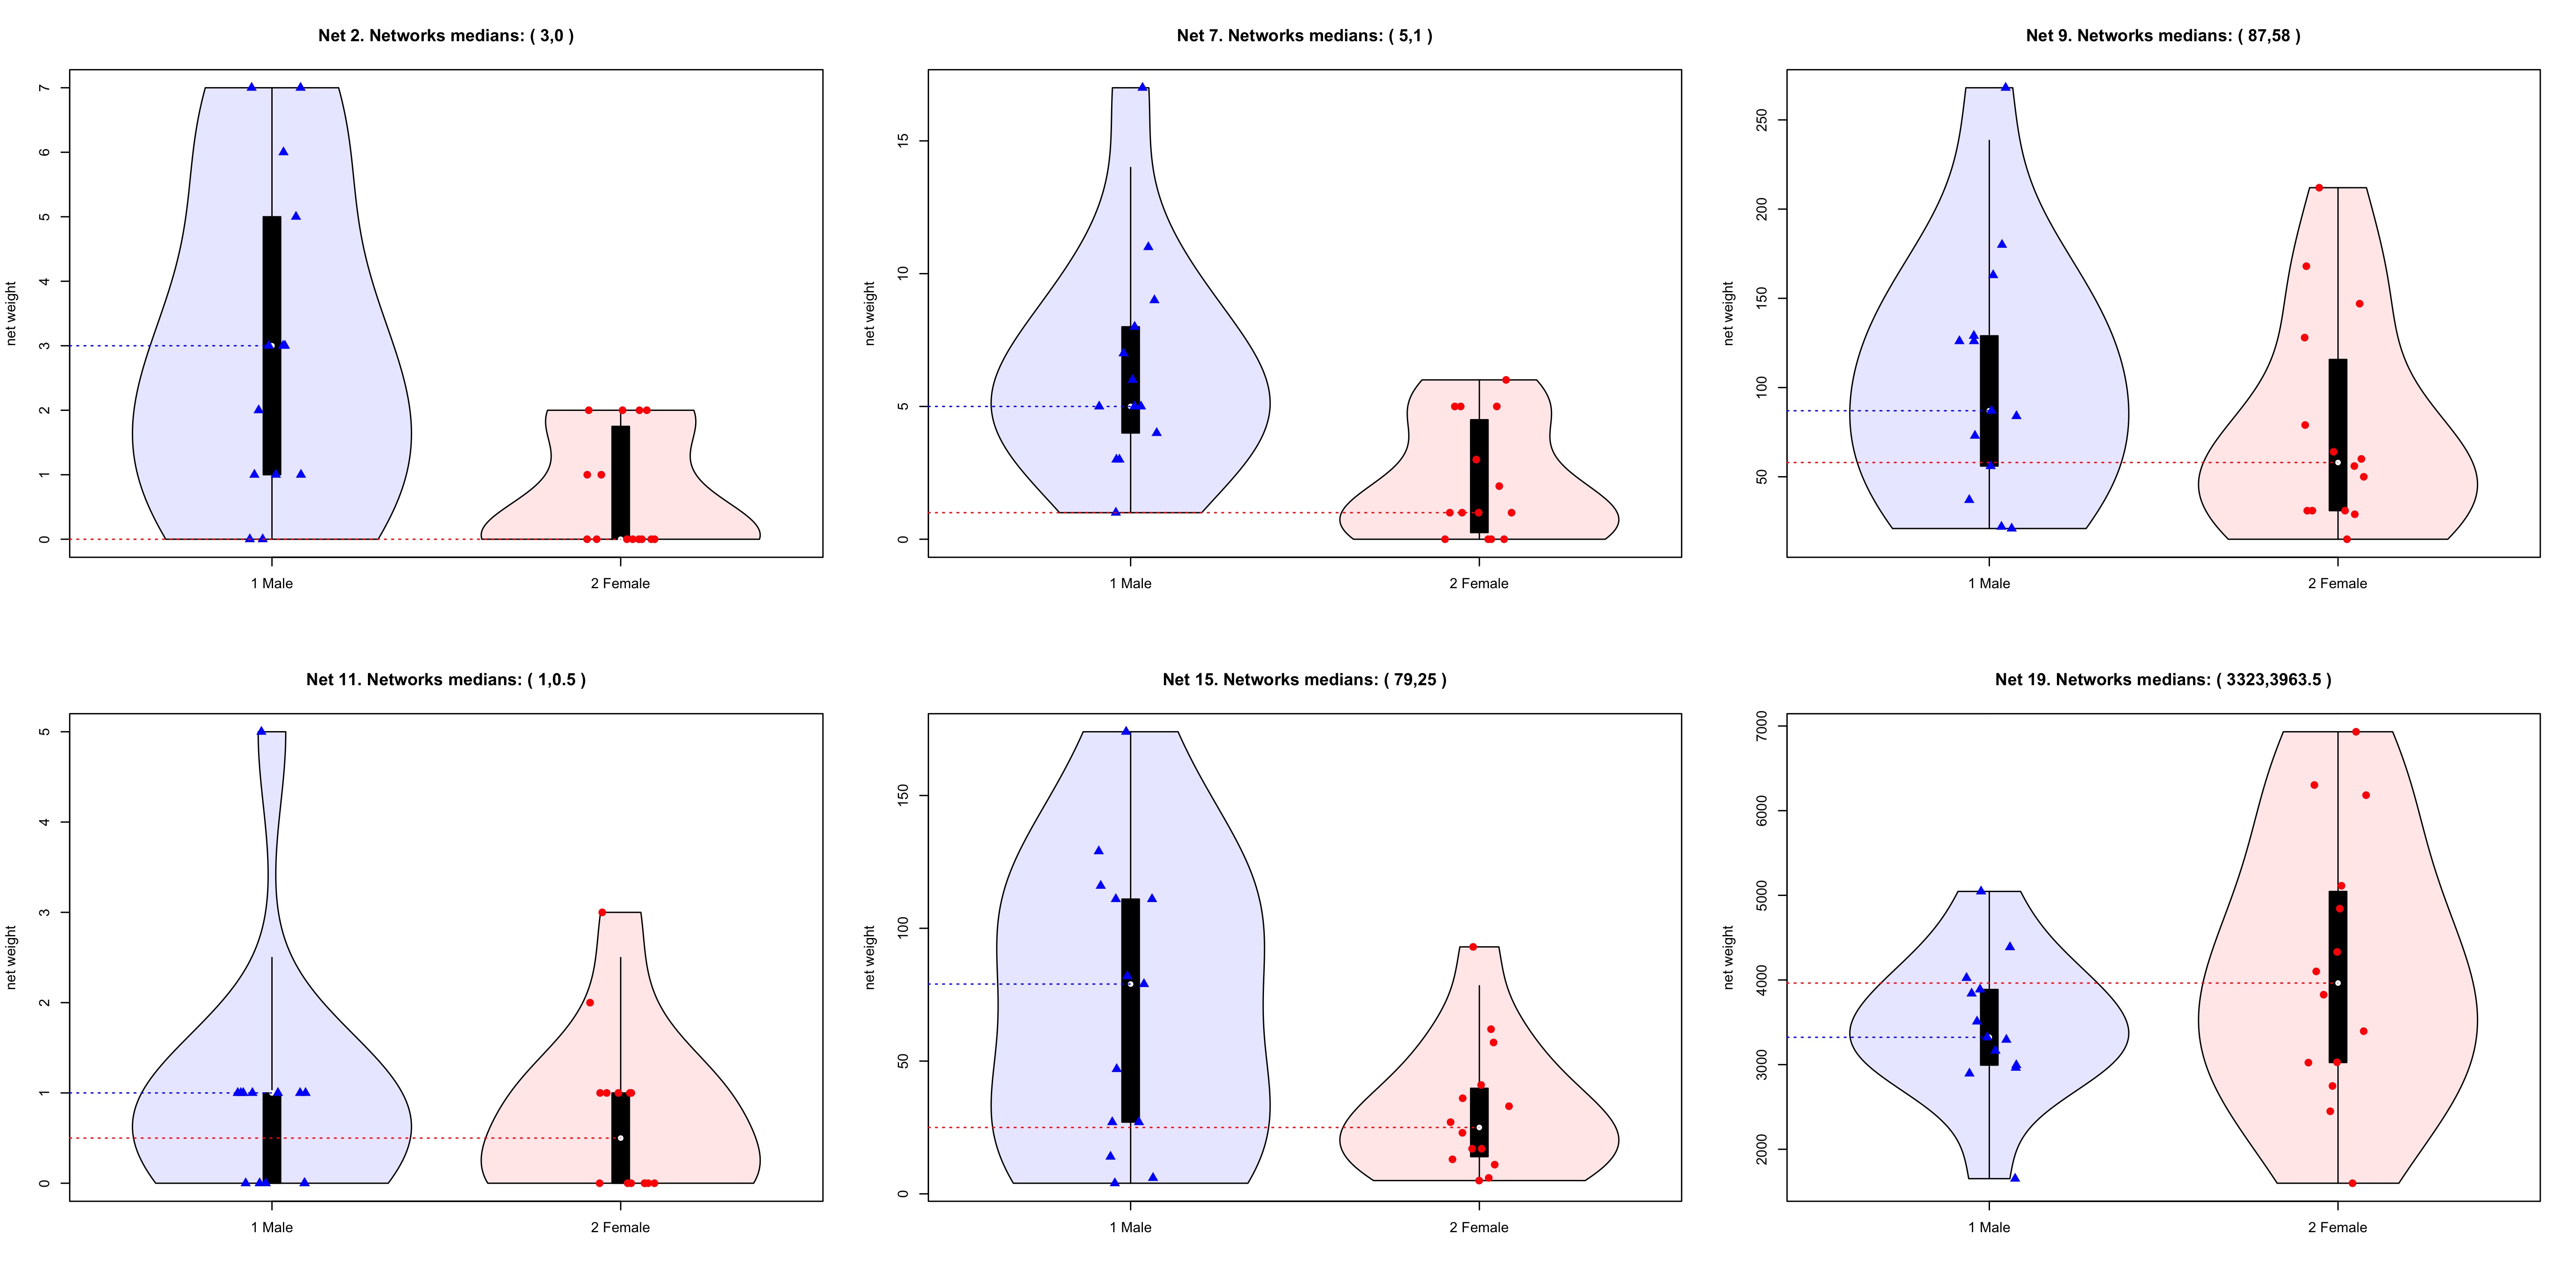 Net 2. Networks medians: ( 3,0 )
net weight
7
6
5
4
3
2
1
0
1 Male
2 Female
Net 7. Networks medians: ( 5,1 )
net weight
15
10
5
0
1 Male
2 Female
Net 9. Networks medians: ( 87,58 )
net weight
250
200
150
100
50
1 Male
2 Female
Net 11. Networks medians: ( 1,0.5 )
net weight
5
4
3
2
1
0
1 Male
2 Female
Net 15. Networks medians: ( 79,25 )
net weight
150
100
50
0
1 Male
2 Female
Net 19. Networks medians: ( 3323,3963.5 )
net weight
7000
6000
5000
4000
3000
2000
1 Male
2 Female